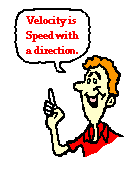 Velocity is
Speed with
a direction.